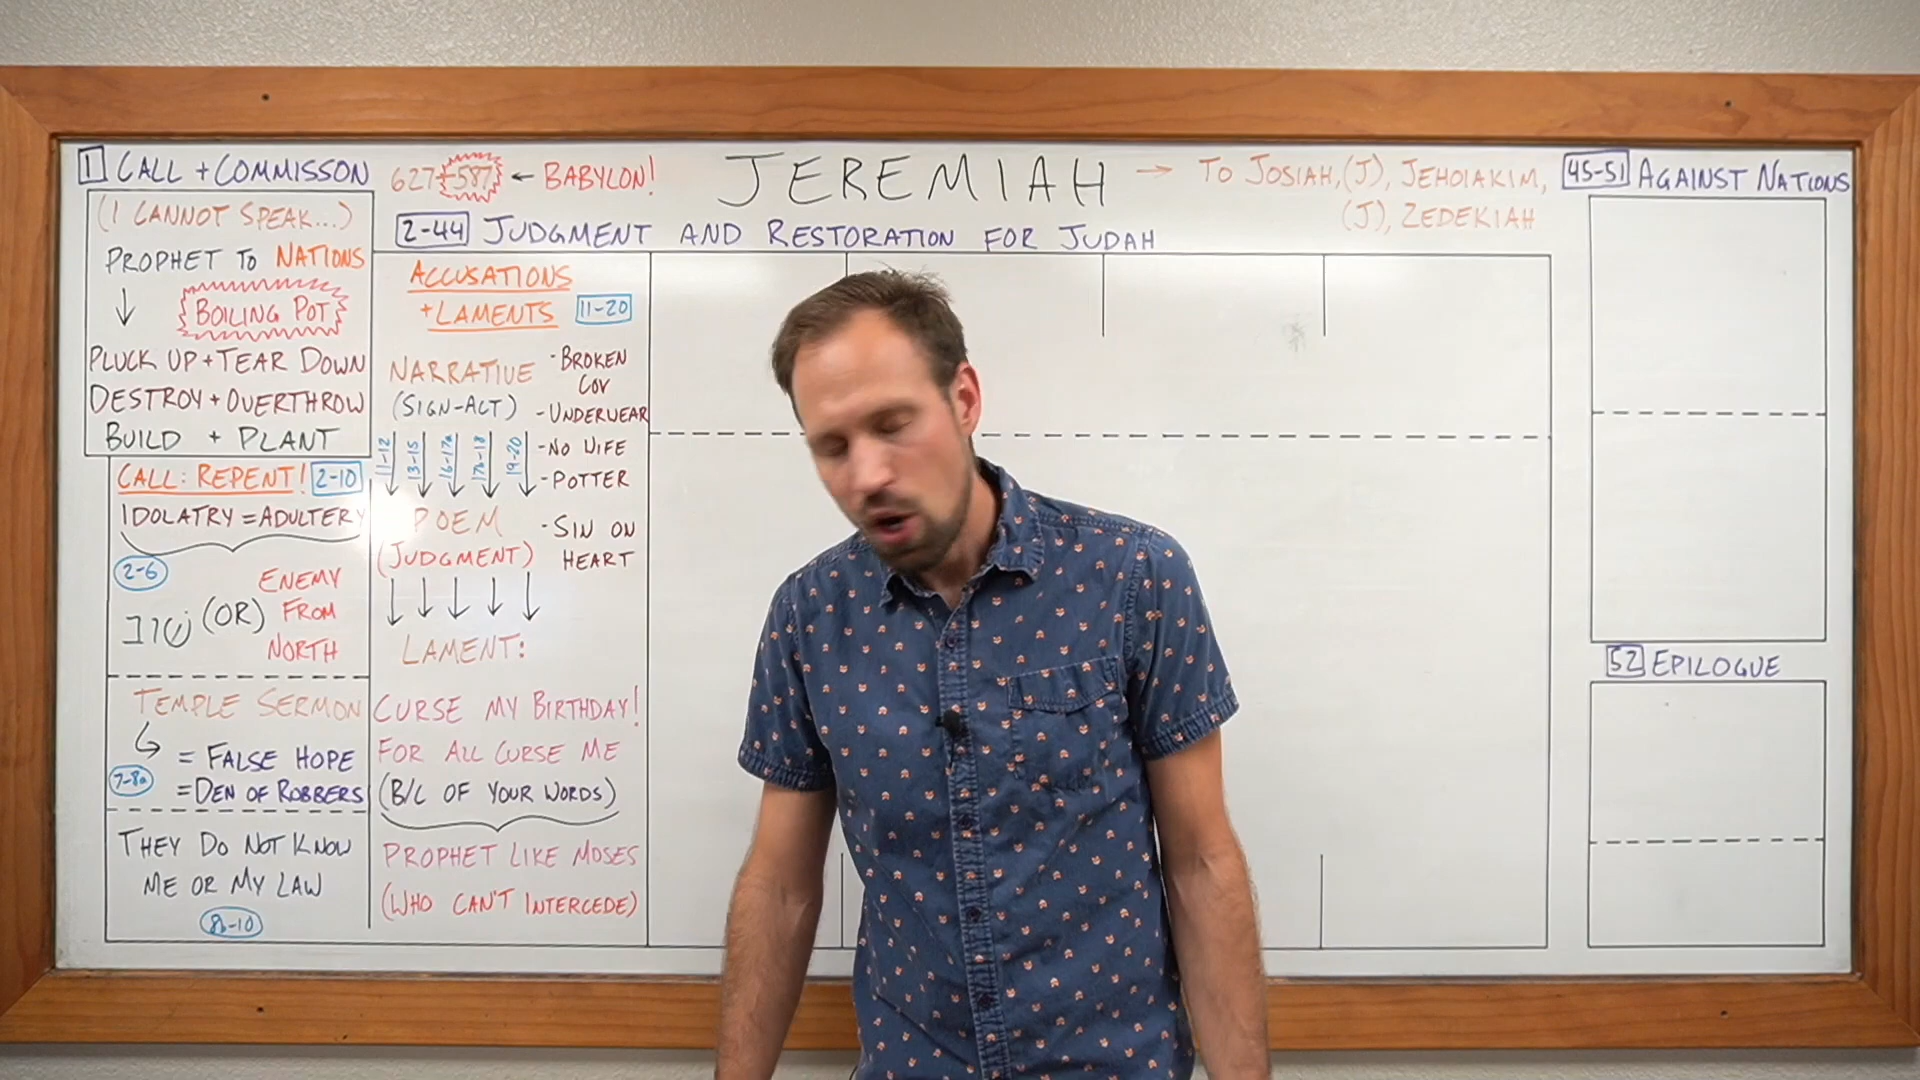 1 CALL + COMMISSON
627-587 ← BABYLON!
JEREMIAH → TO JOSIAH, (J), JEHOIAKIM,
(J), ZEDEKIAH
(I CANNOT SPEAK...)
PROPHET TO NATIONS
↓ BOILING POT
PLUCK UP + TEAR DOWN
DESTROY + OVERTHROW
BUILD + PLANT
2-44 JUDGMENT AND RESTORATION FOR JUDAH
CALL: REPENT! 2-10
IDOLATRY = ADULTERY
2-6
שוב (OR) ENEMY
FROM
NORTH
TEMPLE SERMON
= FALSE HOPE
7-8a = DEN OF ROBBERS
THEY DO NOT KNOW
ME OR MY LAW
8b-10
ACCUSATIONS
+ LAMENTS 11-20
NARRATIVE
(SIGN-ACT)
- BROKEN
COV
- UNDERWEAR
- NO WIFE
- POTTER
- SIN ON
HEART
11-12
13-15
16-17a
17b-18
19-20
POEM
(JUDGMENT)
LAMENT:
CURSE MY BIRTHDAY!
FOR ALL CURSE ME
(B/C OF YOUR WORDS)
PROPHET LIKE MOSES
(WHO CAN'T INTERCEDE)
45-51 AGAINST NATIONS
52 EPILOGUE